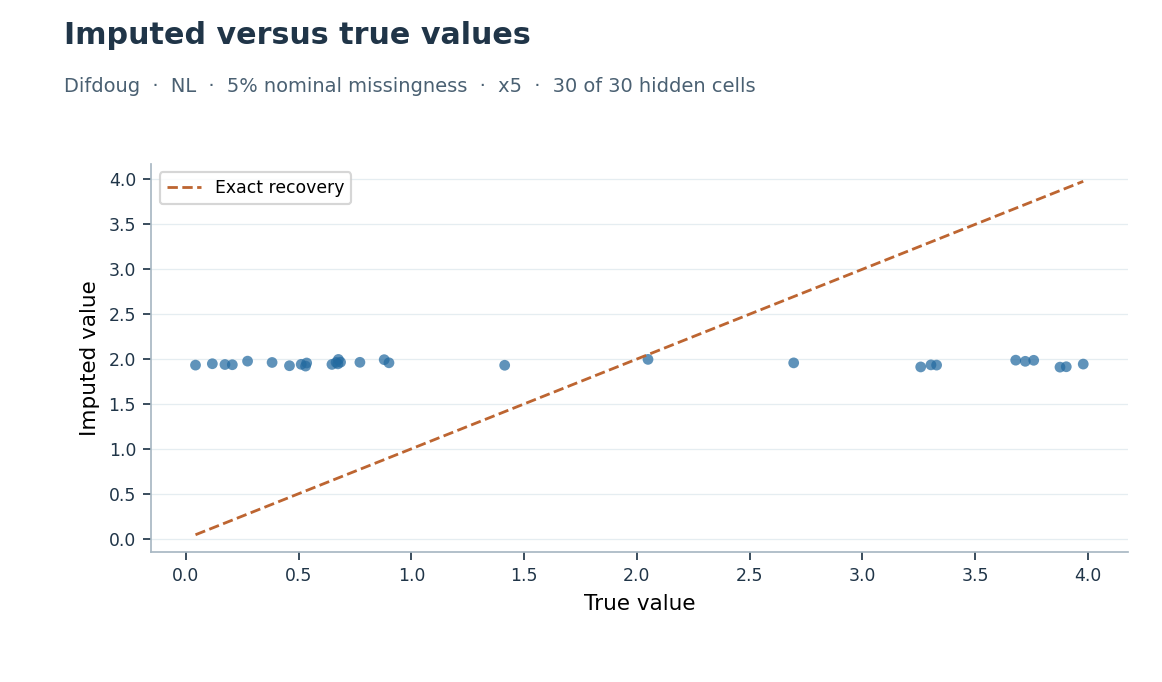 Imputed versus true values
Difdoug · NL · 5% nominal missingness · x5 · 30 of 30 hidden cells
Exact recovery
Imputed value
4.0
3.5
3.0
2.5
2.0
1.5
1.0
0.5
0.0
0.0 0.5 1.0 1.5 2.0 2.5 3.0 3.5 4.0
True value